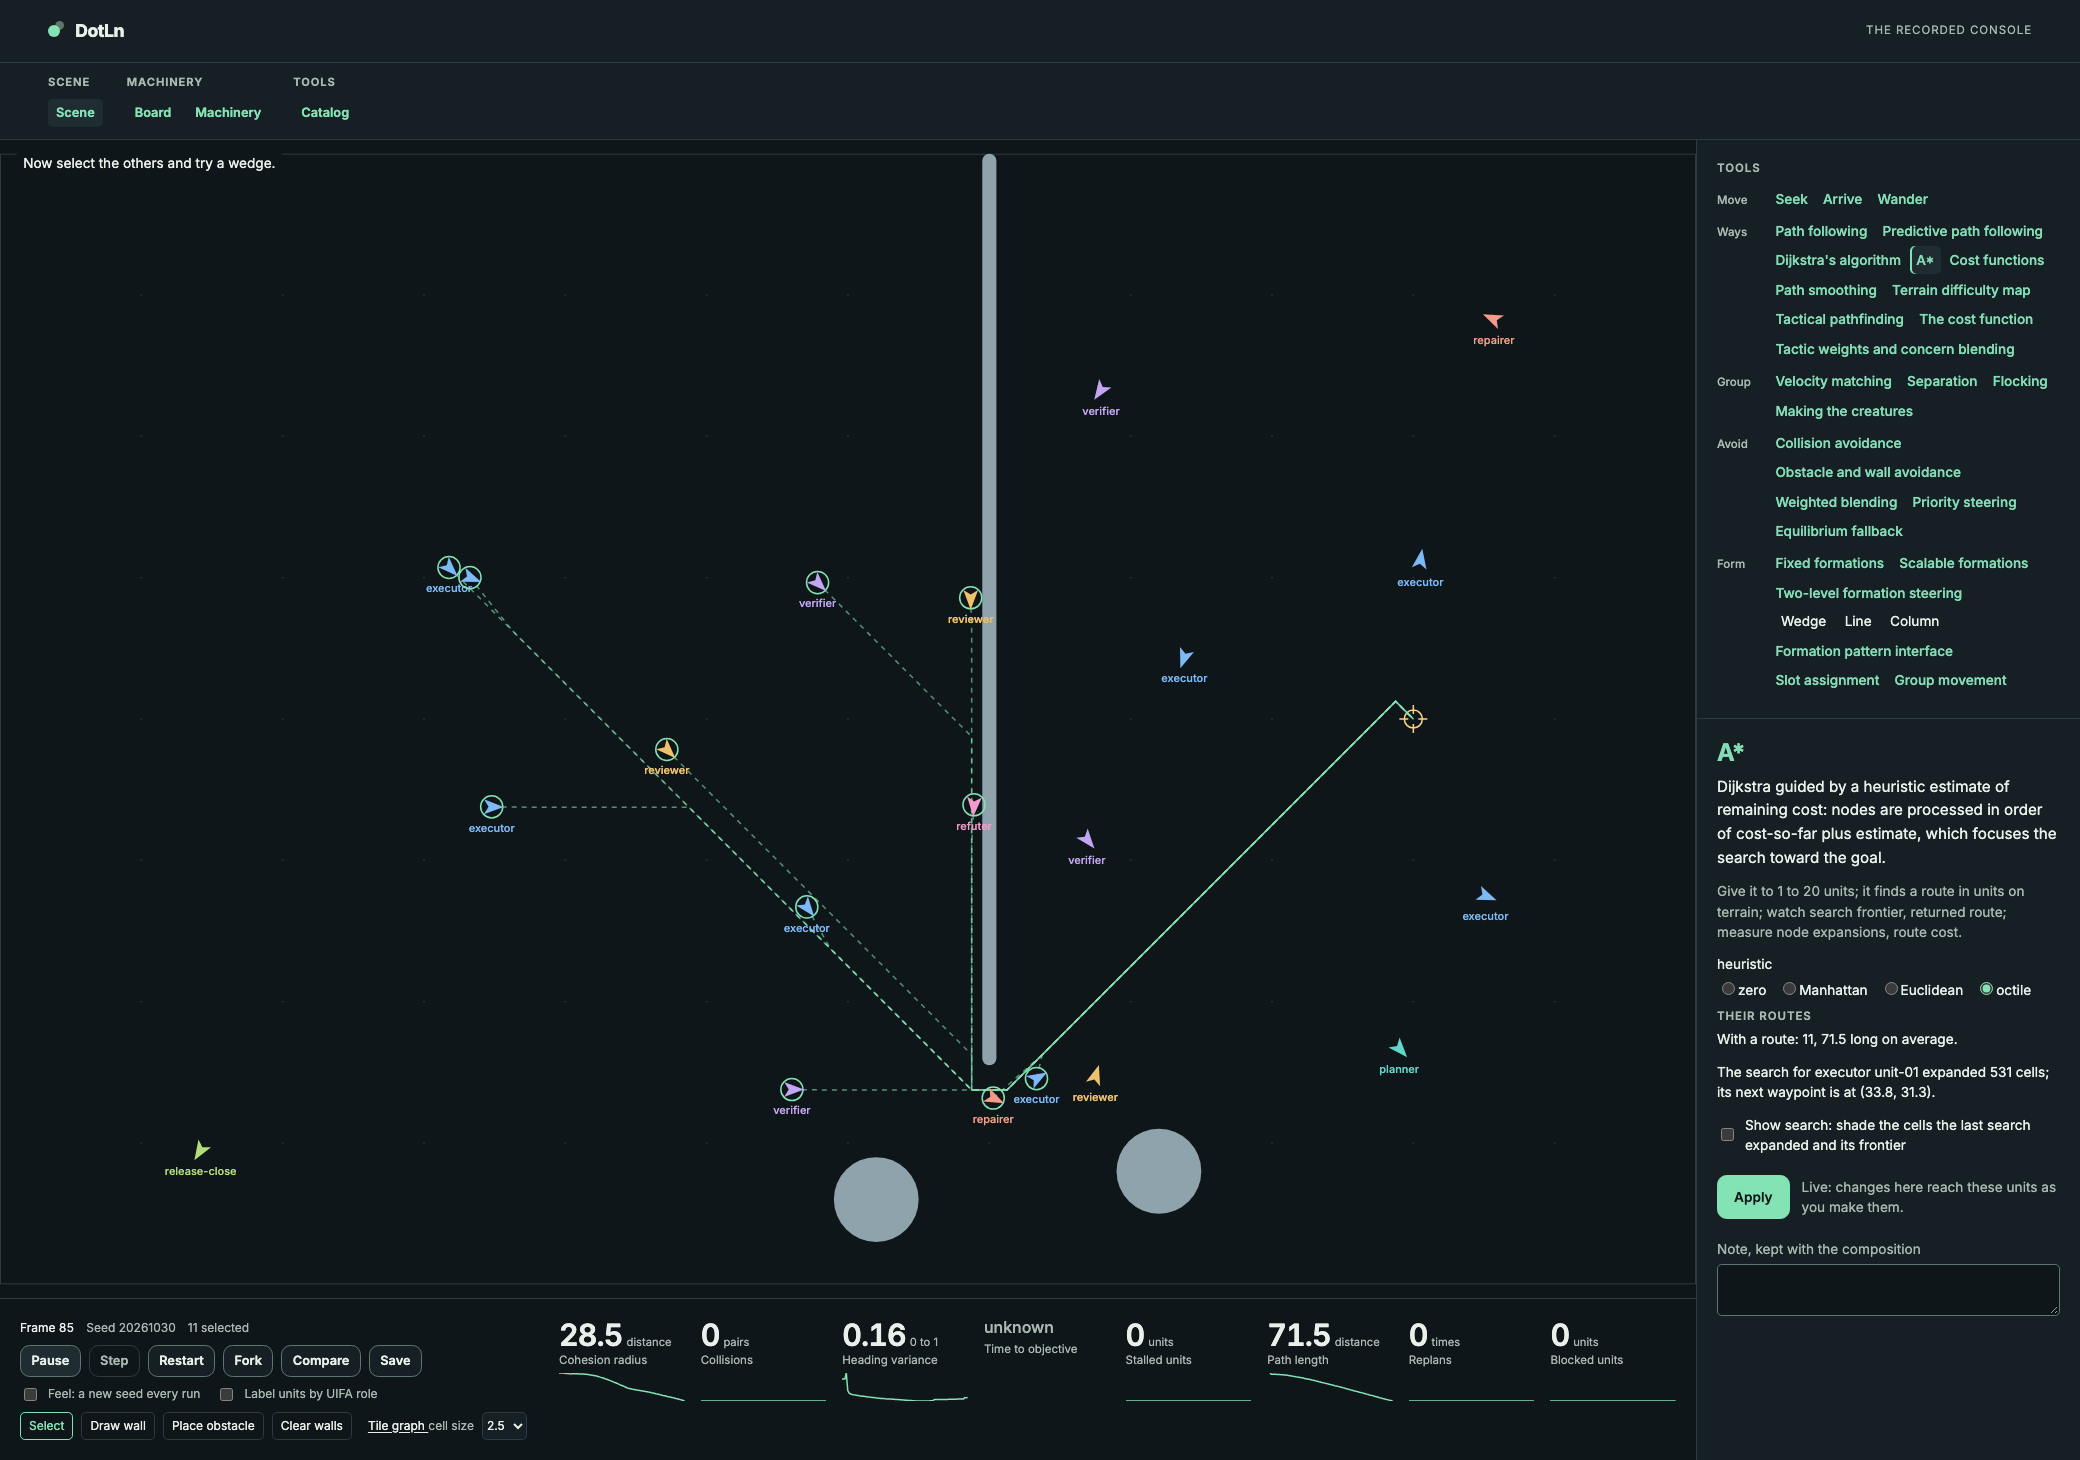 DotLn
THE RECORDED CONSOLE
SCENE
MACHINERY
TOOLS
Scene
Board
Machinery
Catalog
Now select the others and try a wedge.
repairer
verifier
executor
verifier
reviewer
executor
executor
reviewer
executor
refuter
verifier
executor
executor
planner
verifier
repairer
executor
reviewer
release-close
TOOLS
Move Seek Arrive Wander
Ways Path following Predictive path following
Dijkstra's algorithm A* Cost functions
Path smoothing Terrain difficulty map
Tactical pathfinding The cost function
Tactic weights and concern blending
Group Velocity matching Separation Flocking
Making the creatures
Avoid Collision avoidance
Obstacle and wall avoidance
Weighted blending Priority steering
Equilibrium fallback
Form Fixed formations Scalable formations
Two-level formation steering
Wedge Line Column
Formation pattern interface
Slot assignment Group movement
A*
Dijkstra guided by a heuristic estimate of
remaining cost: nodes are processed in order
of cost-so-far plus estimate, which focuses the
search toward the goal.
Give it to 1 to 20 units; it finds a route in units on
terrain; watch search frontier, returned route;
measure node expansions, route cost.
heuristic
zero Manhattan Euclidean octile
THEIR ROUTES
With a route: 11, 71.5 long on average.
The search for executor unit-01 expanded 531 cells;
its next waypoint is at (33.8, 31.3).
Show search: shade the cells the last search
expanded and its frontier
Apply
Live: changes here reach these units as
you make them.
Note, kept with the composition
Frame 85 Seed 20261030 11 selected
Pause Step Restart Fork Compare Save
Feel: a new seed every run Label units by UIFA role
Select Draw wall Place obstacle Clear walls Tile graph cell size 2.5
28.5 distance
Cohesion radius
0 pairs
Collisions
0.16 0 to 1
Heading variance
unknown
Time to objective
0 units
Stalled units
71.5 distance
Path length
0 times
Replans
0 units
Blocked units